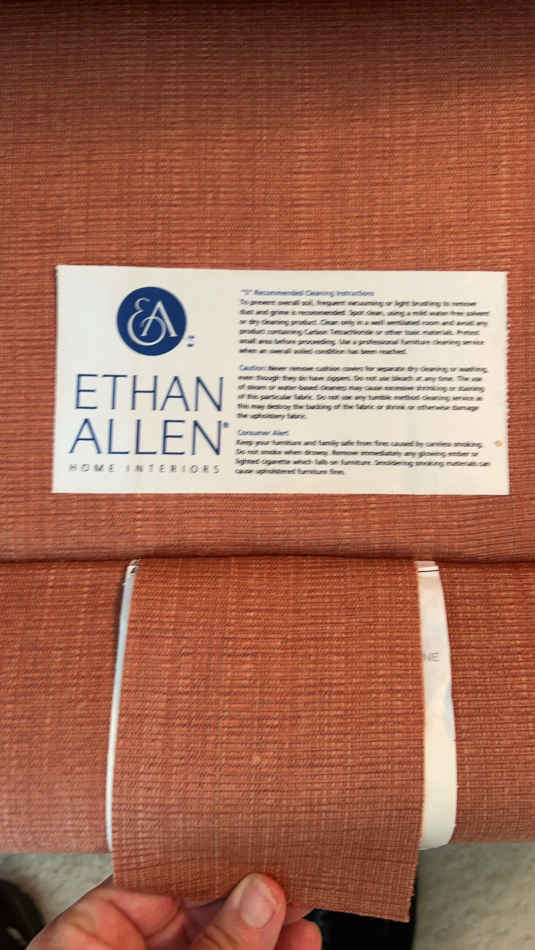 EA
"S" Recommended Cleaning Instructions
To prevent overall soil, frequent vacuuming or light brushing to remove
dust and grime is recommended. Spot clean, using a mild water-free solvent
or dry cleaning product. Clean only in a well ventilated room and avoid any
product containing Carbon Tetrachloride or other toxic materials. Pretest
small area before proceeding. Use a professional furniture cleaning service
when an overall soiled condition has been reached.
Caution: Never remove cushion covers for separate dry cleaning or washing,
even though they do have zippers. Do not use bleach at any time. The use
of steam or water-based cleaners may cause excessive shrinking or staining
of this particular fabric. Do not use any tumble method cleaning service as
this may destroy the backing of the fabric or shrink or otherwise damage
the upholstery fabric.
Consumer Alert
Keep your furniture and family safe from fires caused by careless smoking.
Do not smoke when drowsy. Remove immediately any glowing ember or
lighted cigarette which falls on furniture. Smoldering smoking materials can
cause upholstered furniture fires.
ETHAN
ALLEN®
HOME INTERIORS
NE